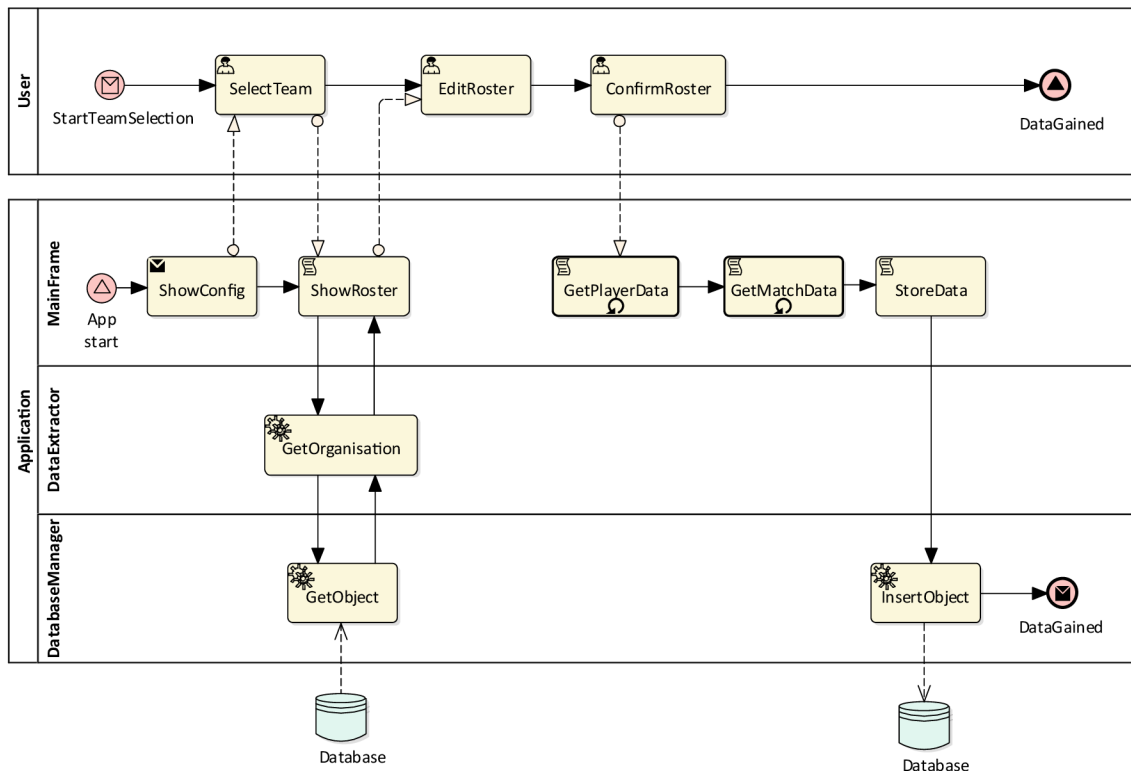 User
StartTeamSelection
SelectTeam
EditRoster
ConfirmRoster
DataGained
Application
MainFrame
App
start
ShowConfig
ShowRoster
GetPlayerData
GetMatchData
StoreData
DataExtractor
GetOrganisation
DatabaseManager
GetObject
InsertObject
DataGained
Database
Database